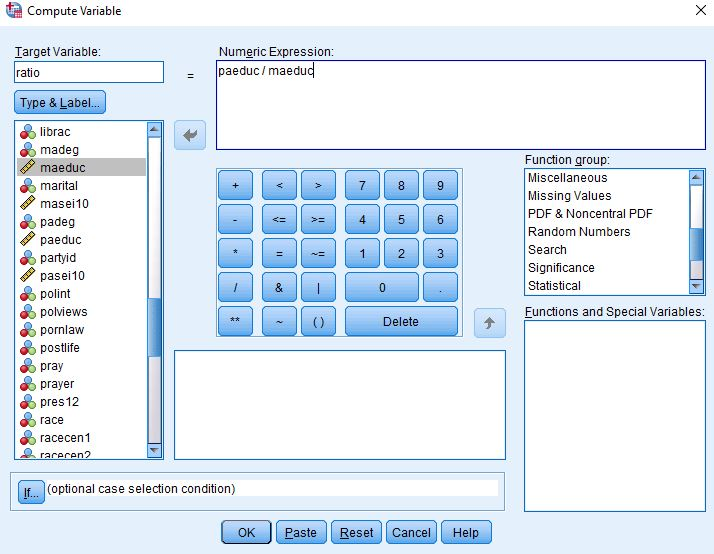 Compute Variable
Target Variable:
ratio
=
Numeric Expression:
paeduc / maeduc
Type & Label...
librac
madeg
maeduc
marital
masei10
padeg
paeduc
partyid
pasei10
polint
polviews
pornlaw
postlife
pray
prayer
pres12
race
racecen1
racecen2
+ < > 7 8 9
- <= >= 4 5 6
* = ~= 1 2 3
/ & | 0 .
** ~ ( ) Delete
Function group:
Miscellaneous
Missing Values
PDF & Noncentral PDF
Random Numbers
Search
Significance
Statistical
Functions and Special Variables:
If... (optional case selection condition)
OK Paste Reset Cancel Help